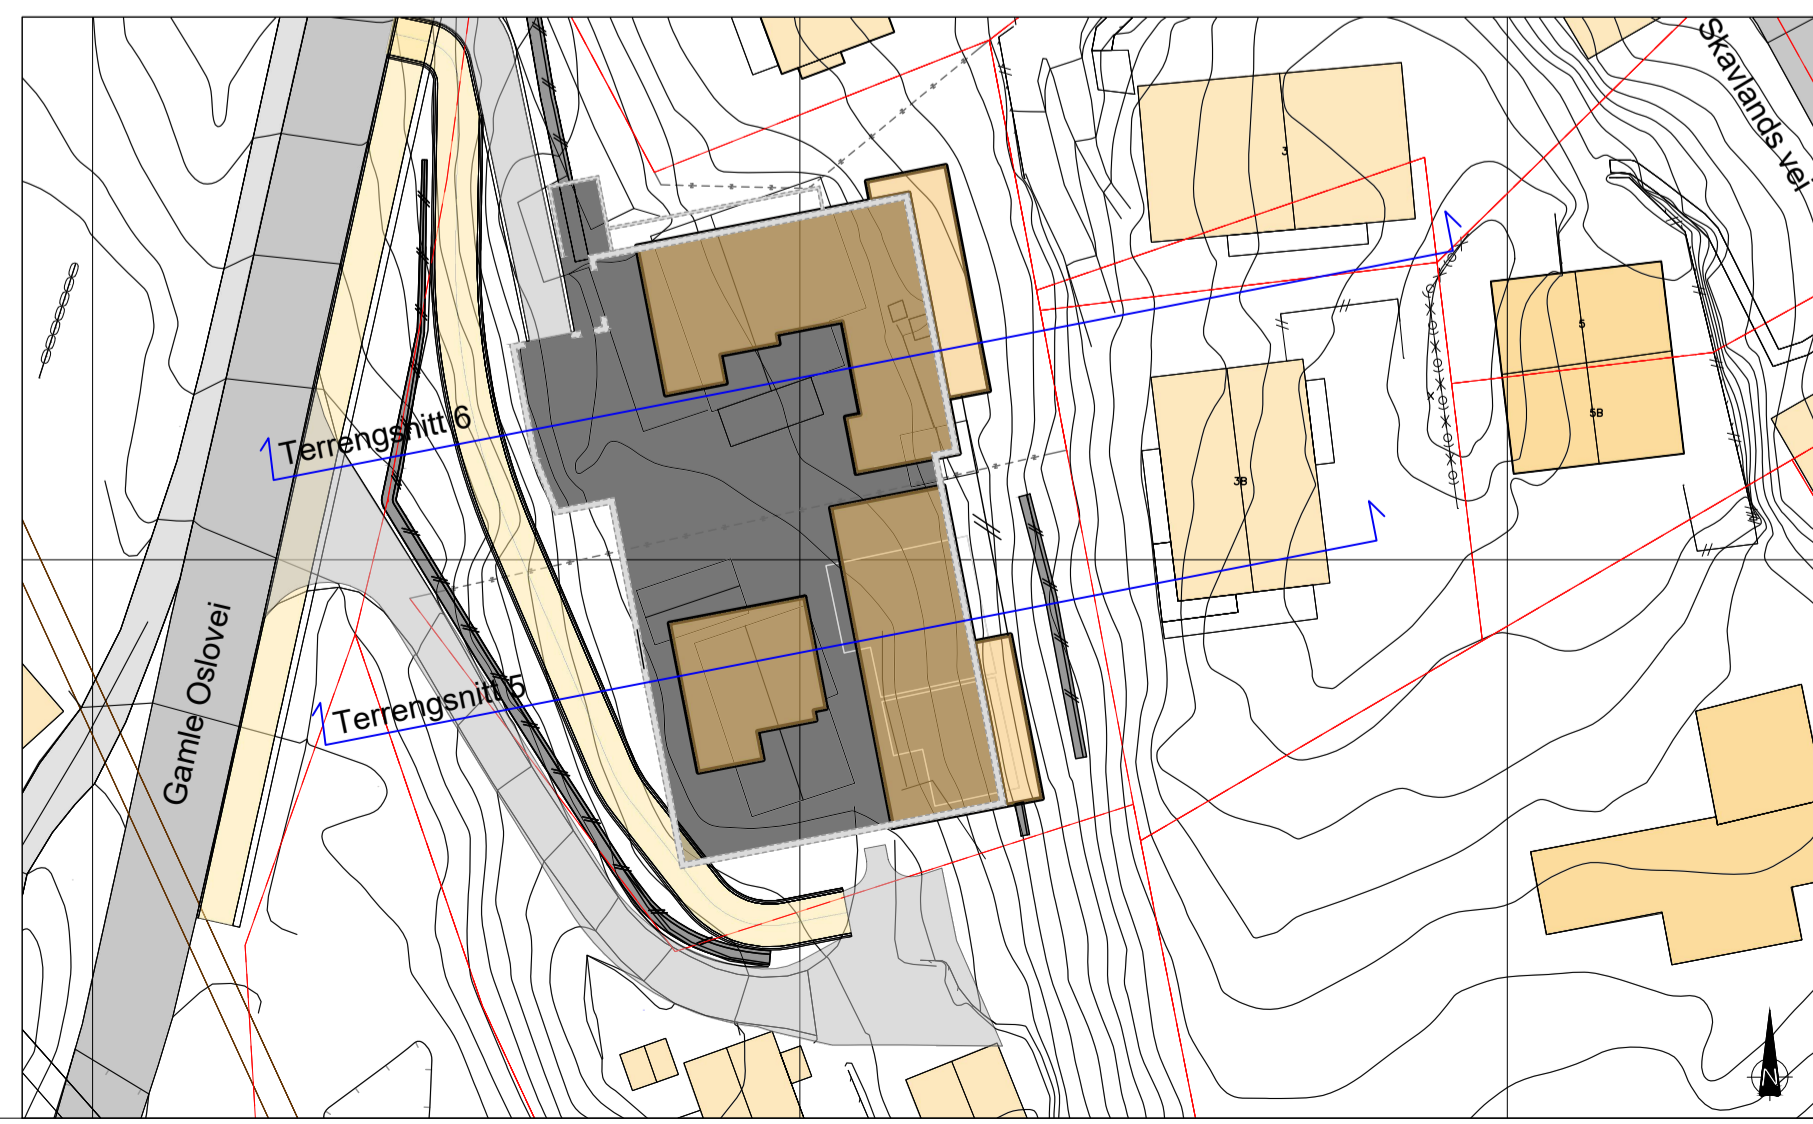 Skavlands vei
3
5
5B
3B
Terrengsnitt 6
Terrengsnitt 5
Gamle Oslovei
N